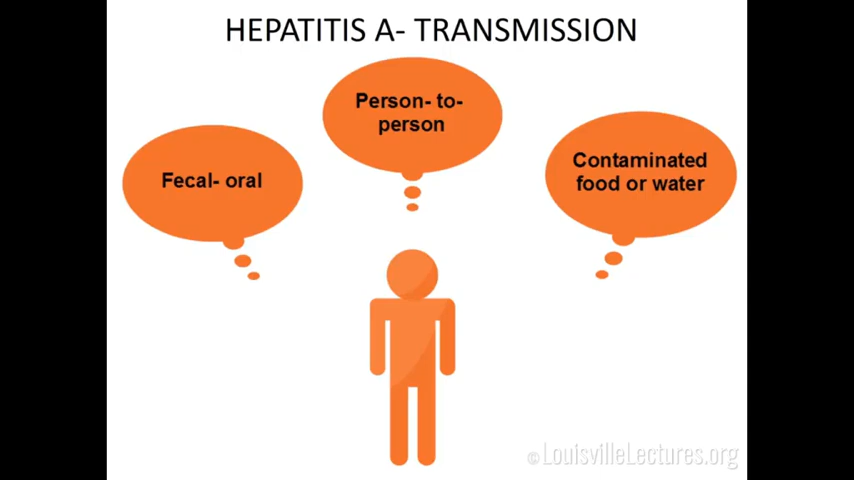 HEPATITIS A- TRANSMISSION
Person- to-
person
Fecal- oral
Contaminated
food or water
© LouisvilleLectures.org